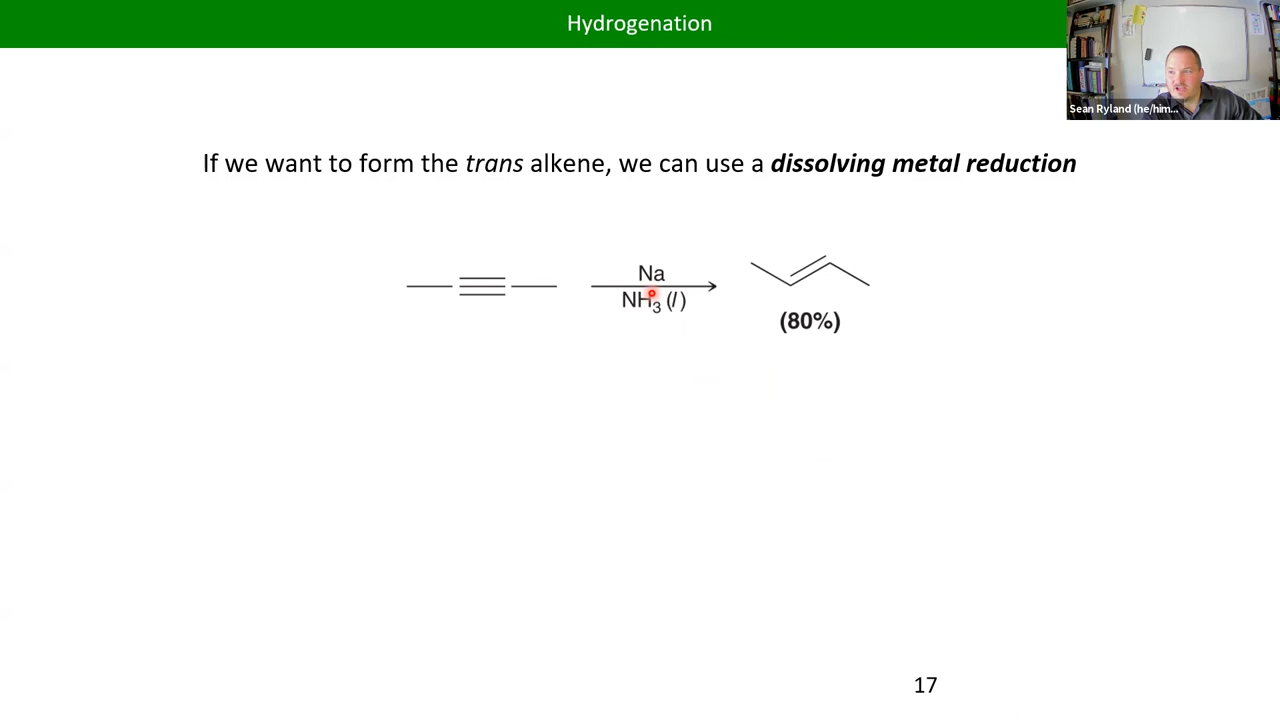 Hydrogenation
Sean Ryland (he/him...
If we want to form the trans alkene, we can use a dissolving metal reduction
Na
NH₃ (l)
(80%)
17